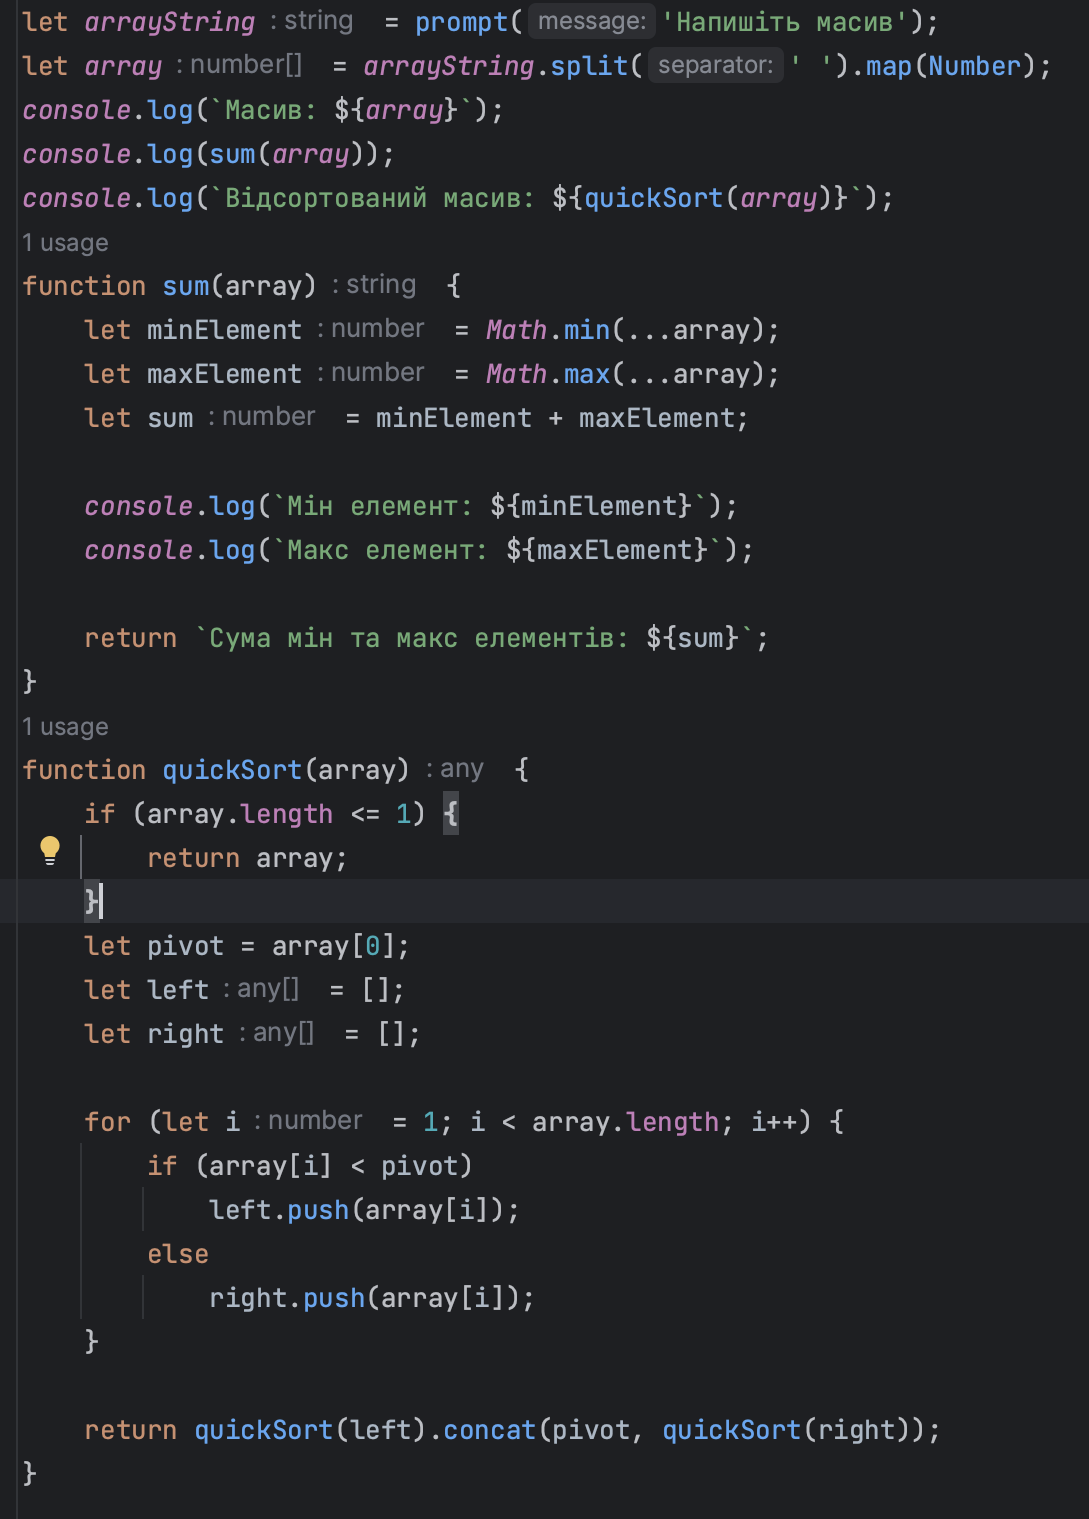 let arrayString : string = prompt( message: 'Напишіть масив');
let array : number[] = arrayString.split( separator: ' ').map(Number);
console.log(`Масив: ${array}`);
console.log(sum(array));
console.log(`Відсортований масив: ${quickSort(array)}`);
1 usage
function sum(array) : string {
    let minElement : number = Math.min(...array);
    let maxElement : number = Math.max(...array);
    let sum : number = minElement + maxElement;
    console.log(`Мін елемент: ${minElement}`);
    console.log(`Макс елемент: ${maxElement}`);
    return `Сума мін та макс елементів: ${sum}`;
}
1 usage
function quickSort(array) : any {
    if (array.length <= 1) {
        return array;
    }
    let pivot = array[0];
    let left : any[] = [];
    let right : any[] = [];
    for (let i : number = 1; i < array.length; i++) {
        if (array[i] < pivot)
            left.push(array[i]);
        else
            right.push(array[i]);
    }
    return quickSort(left).concat(pivot, quickSort(right));
}